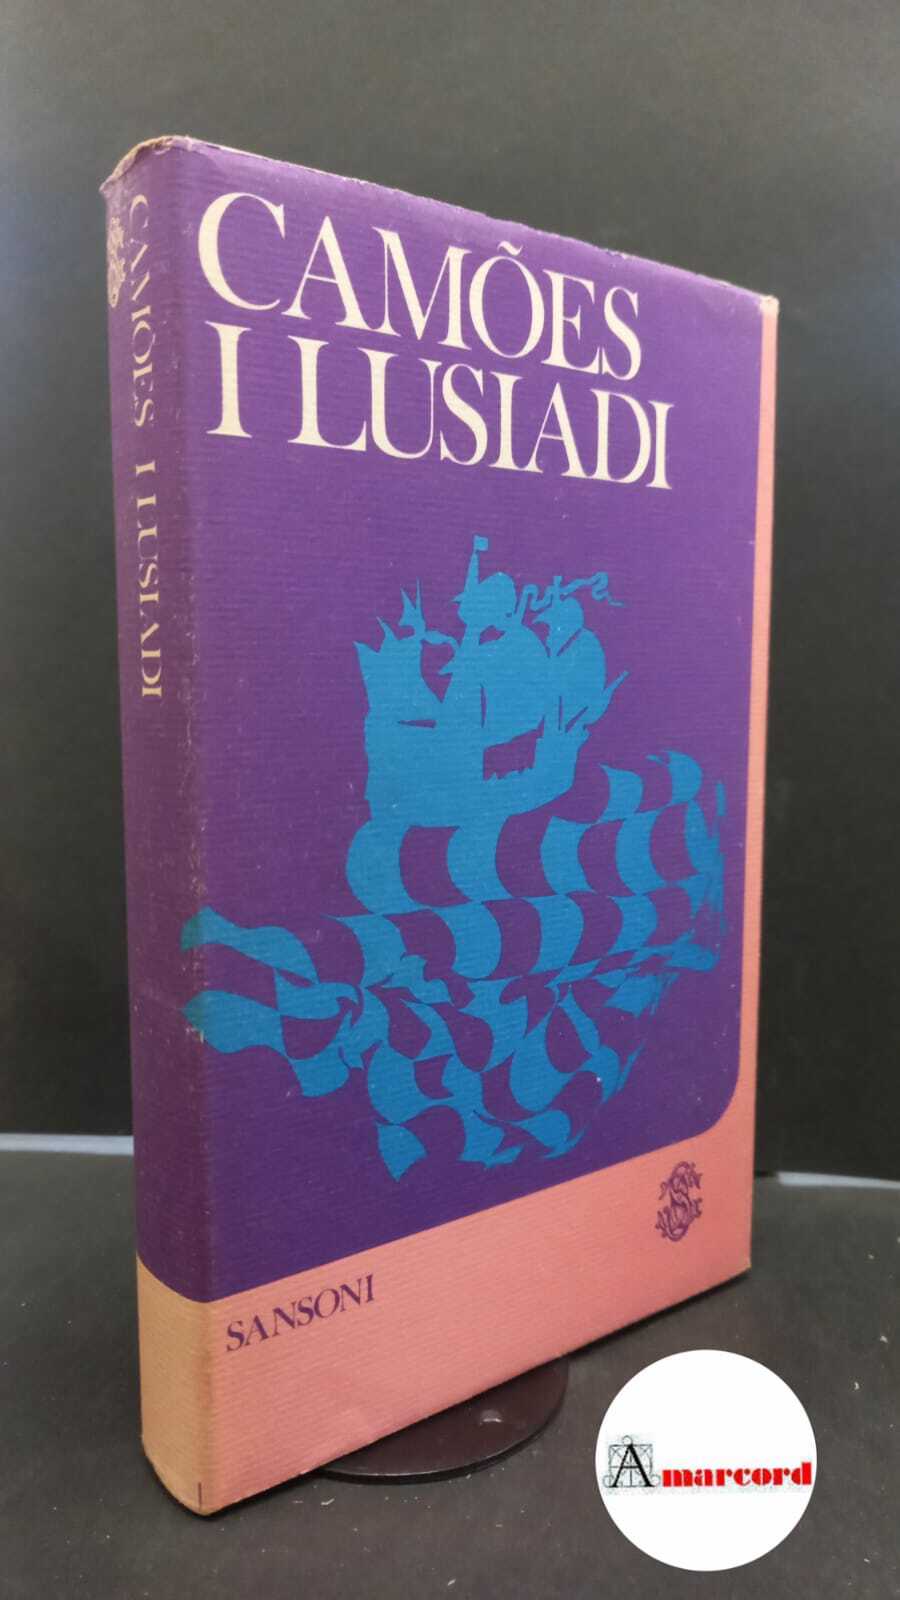 CAMÕES
I LUSIADI
CAMÕES I LUSIADI
SANSONI
Amarcord